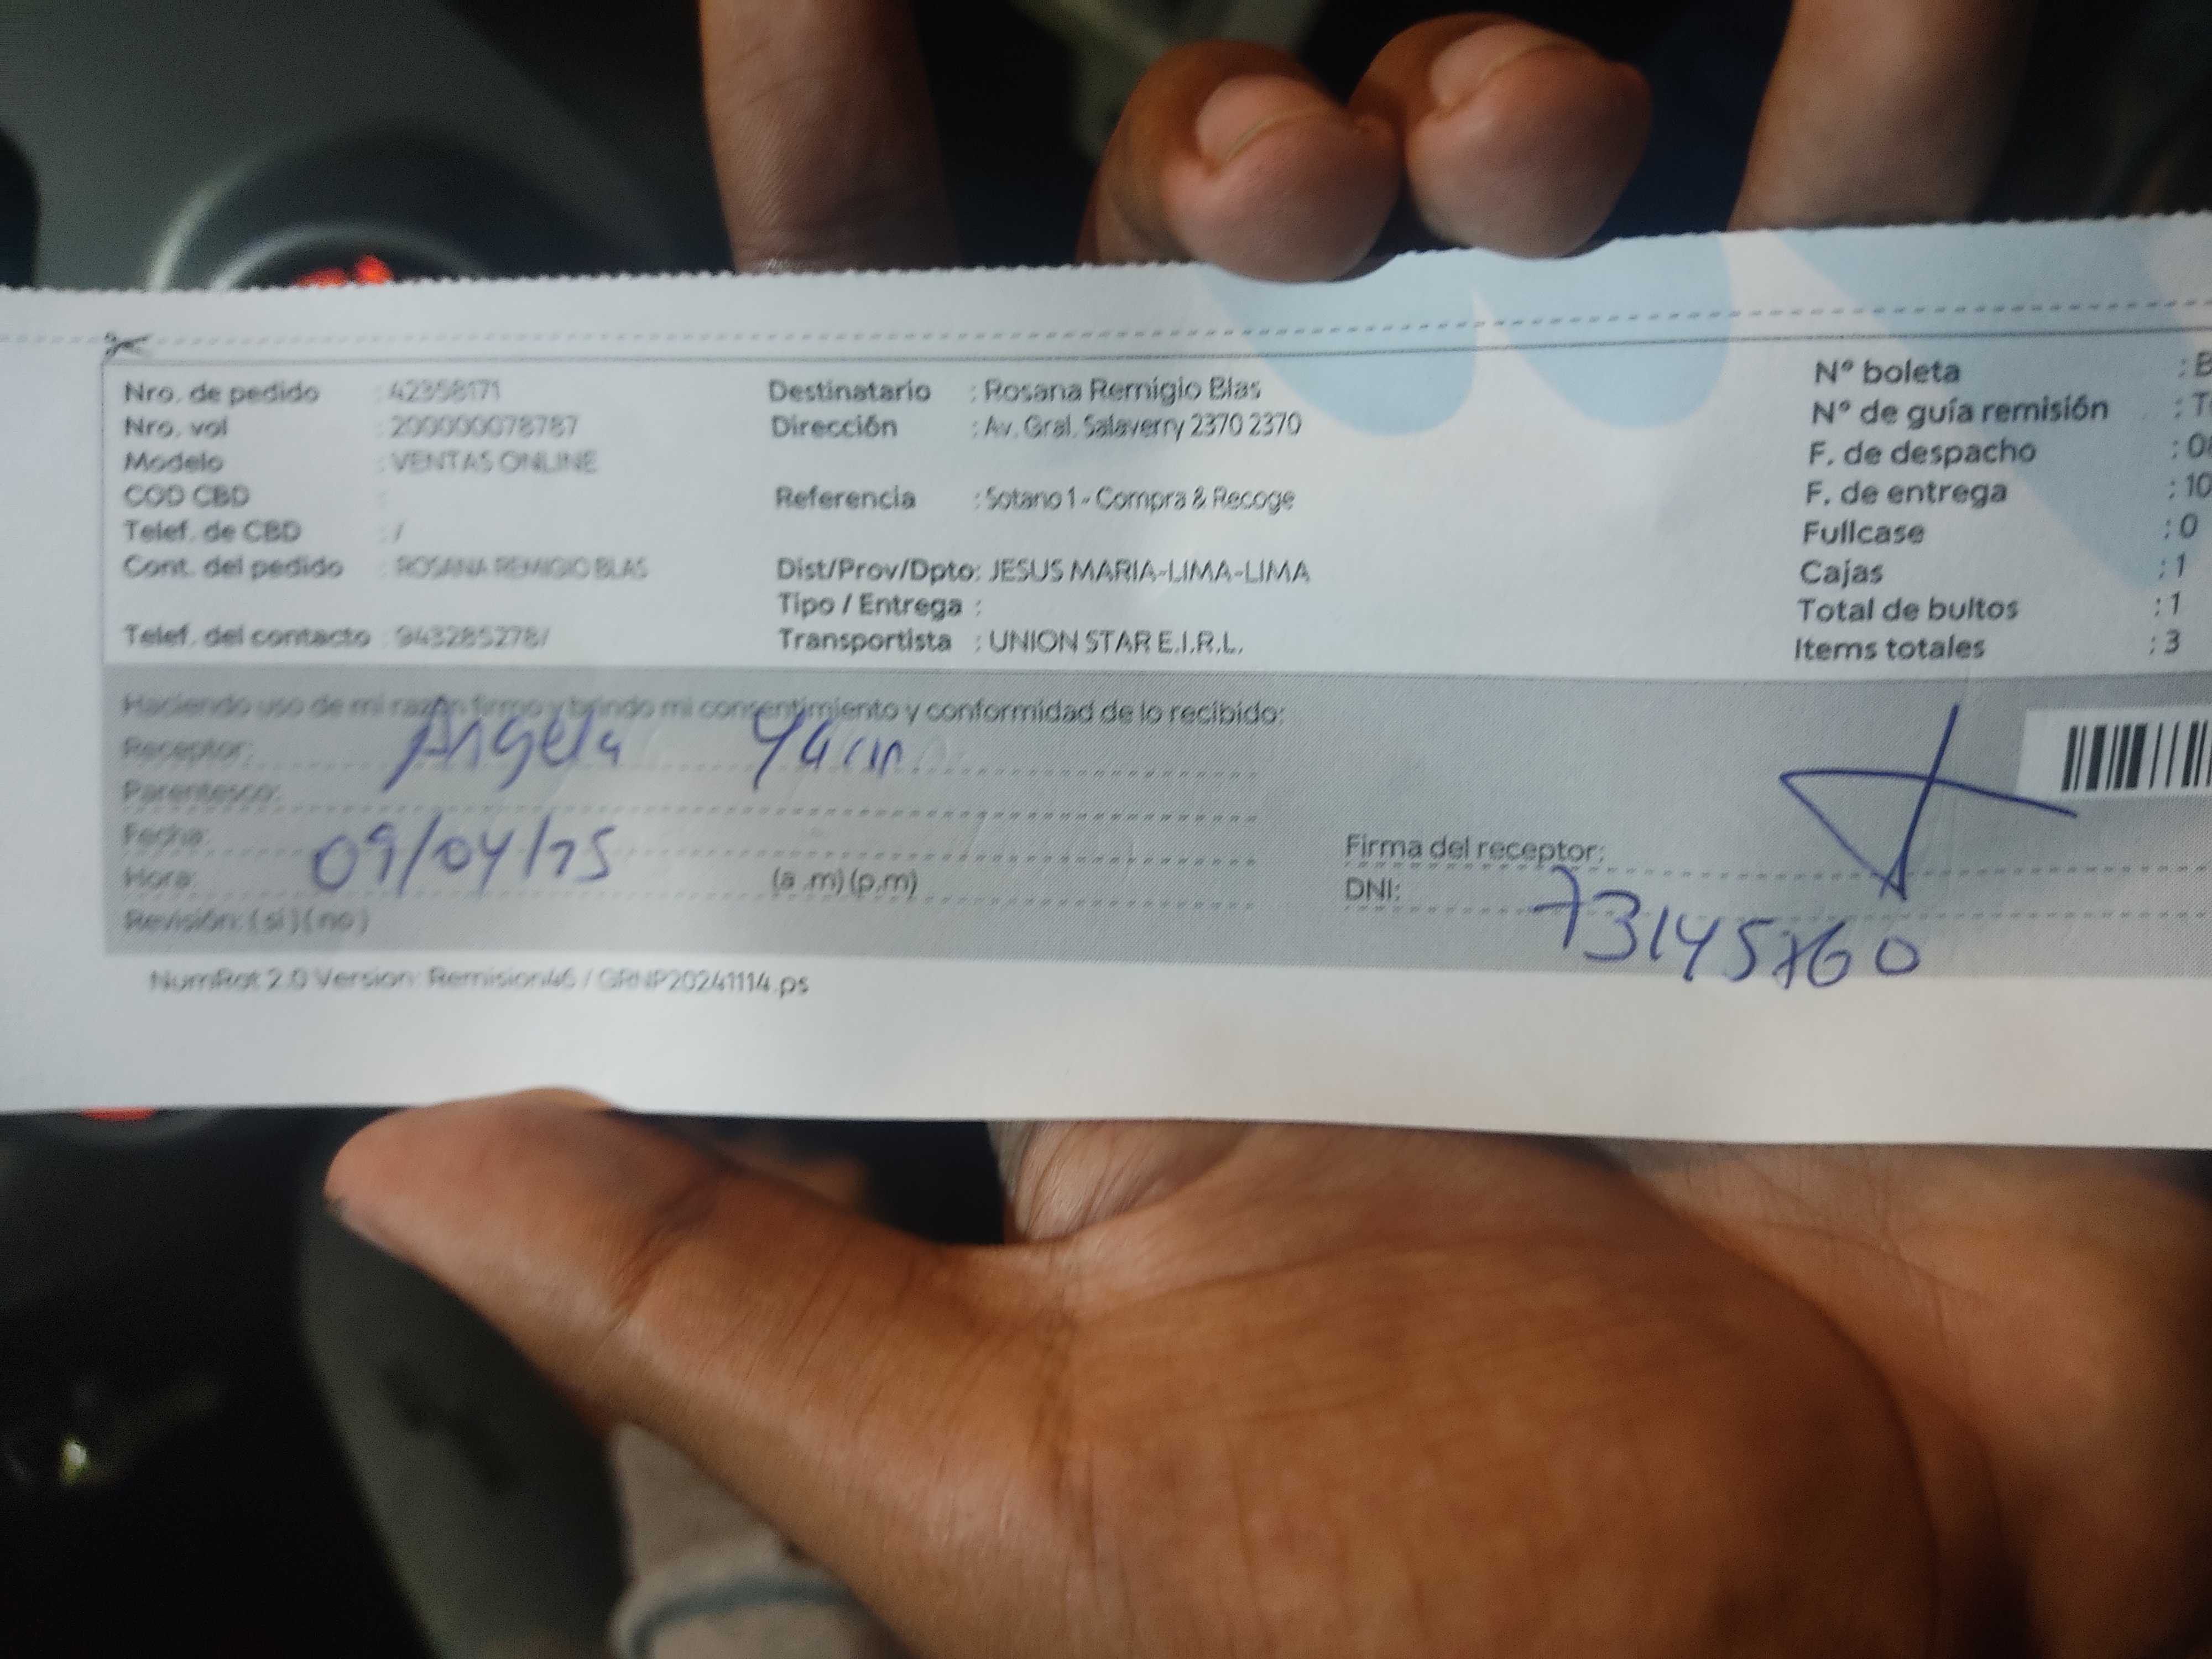 Nro. de pedido : 42358171
Nro. vol : 200000078787
Modelo : VENTAS ONLINE
COD CBD :
Telef. de CBD : /
Cont. del pedido : ROSANA REMIGIO BLAS
Telef. del contacto : 943285278/
Destinatario : Rosana Remigio Blas
Dirección : Av. Gral. Salaverry 2370 2370
Referencia : Sotano 1 - Compra & Recoge
Dist/Prov/Dpto: JESUS MARIA-LIMA-LIMA
Tipo / Entrega :
Transportista : UNION STAR E.I.R.L.
Nº boleta :
Nº de guía remisión :
F. de despacho :
F. de entrega : 10
Fullcase : 0
Cajas : 1
Total de bultos : 1
Items totales : 3
Haciendo uso de mi razón firmo y brindo mi consentimiento y conformidad de lo recibido:
Receptor: Angela
Parentesco:
Fecha: 09/04/25
Hora: (a .m) (p.m)
Revisión: (si) (no)
Firma del receptor:
DNI:
NumRot 2.0 Version: Remision46 / GRNP20241114.ps